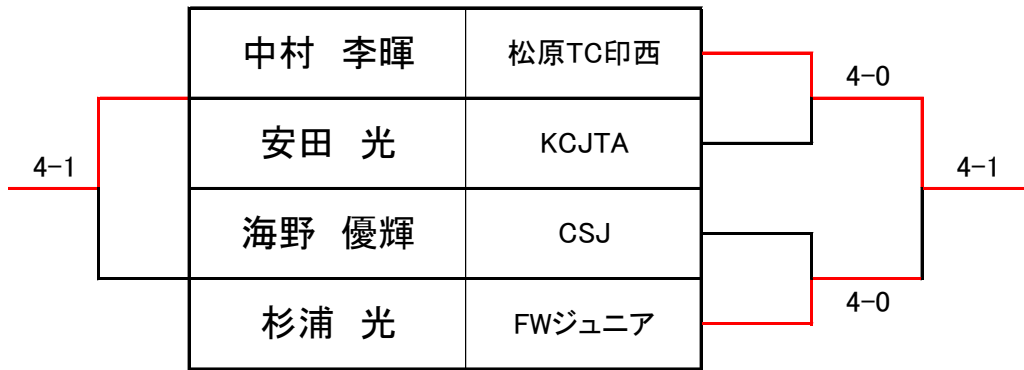 中村 李暉 松原TC印西
4-0
安田 光 KCJTA
4-1
4-1
海野 優輝 CSJ
4-0
杉浦 光 FWジュニア